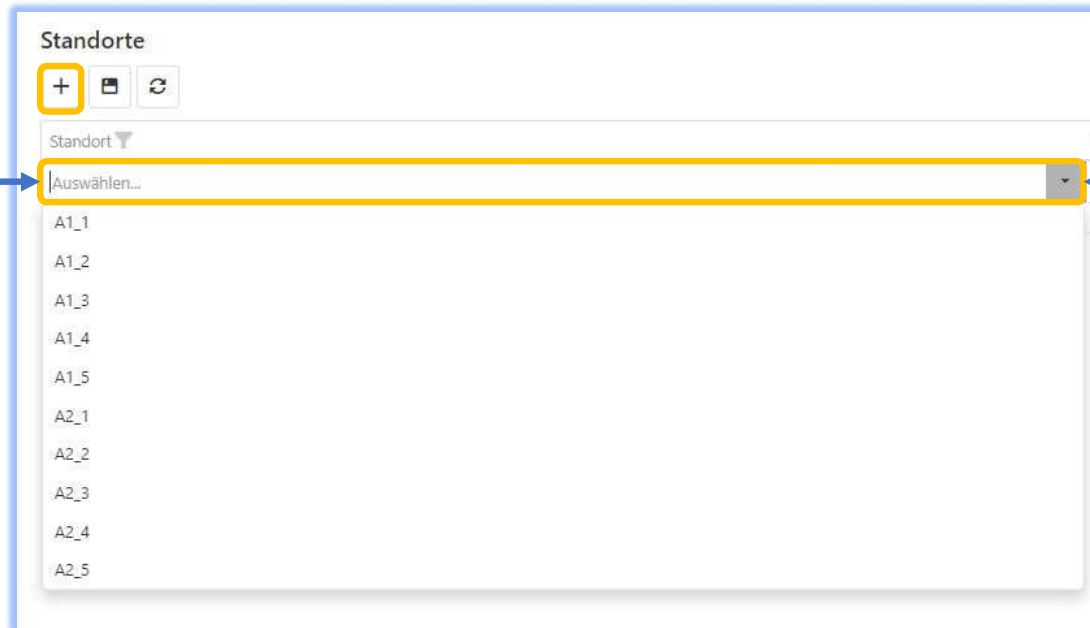 Standorte
Standort
Auswählen...
A1_1
A1_2
A1_3
A1_4
A1_5
A2_1
A2_2
A2_3
A2_4
A2_5